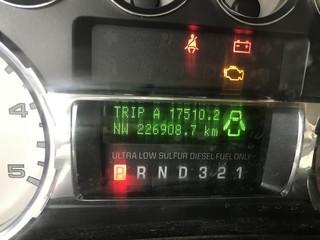 TRIP A 17510.2
NW 226908.7 km
ULTRA LOW SULFUR DIESEL FUEL ONLY
P R N D 3 2 1
4
5